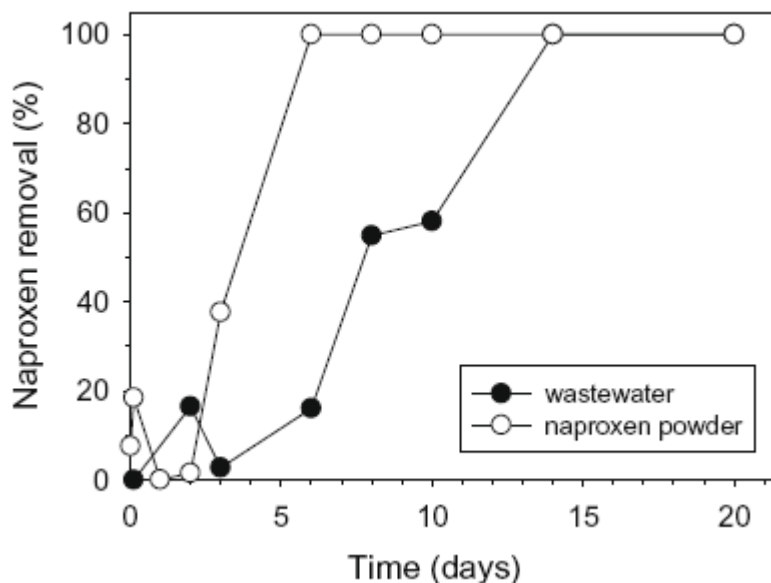 100
80
60
40
20
0
Naproxen removal (%)
wastewater
naproxen powder
0 5 10 15 20
Time (days)